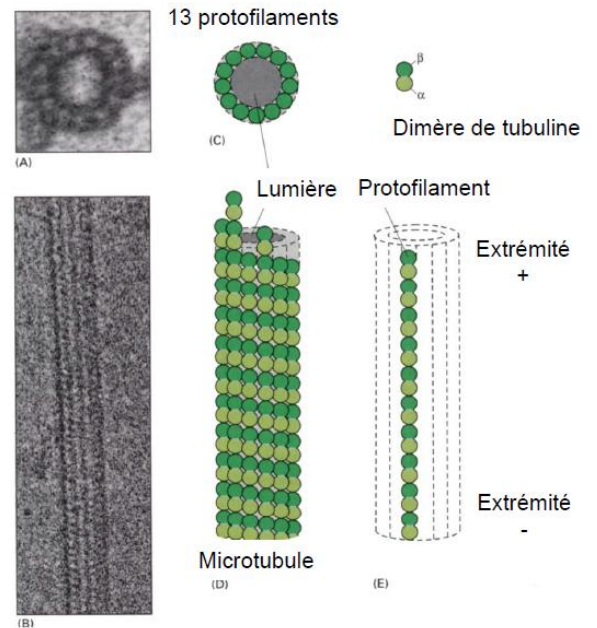 13 protofilaments
β
α
(A)
(C)
Dimère de tubuline
Lumière
Protofilament
Extrémité
+
Extrémité
-
Microtubule
(D)
(E)
(B)